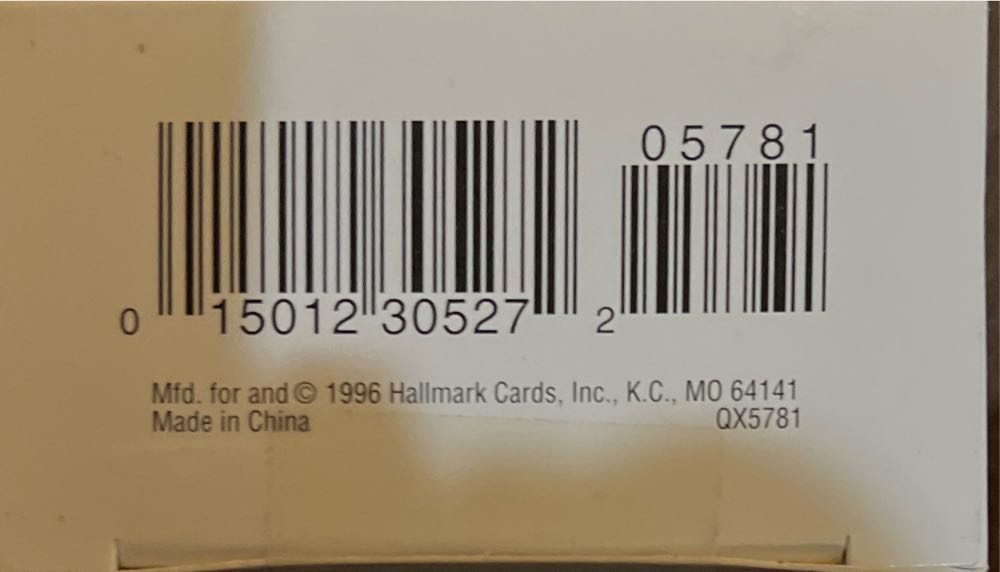 05781
0 15012 30527 2
Mfd. for and © 1996 Hallmark Cards, Inc., K.C., MO 64141
Made in China QX5781